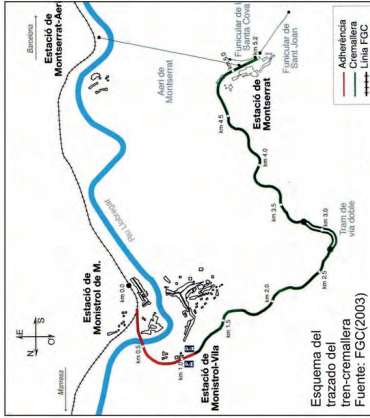 Barcelona
Manresa
E
S
N
O
Estació de
Montserrat-Aeri
Riu Llobregat
Aeri de
Montserrat
Funicular de
Santa Cova
Funicular de
Sant Joan
km 5.2
Estació de
Montserrat
km 4.5
km 4.0
km 3.5
km 3.0
Tram de
via doble
km 2.5
km 2.0
km 1.5
km 1.0
km 0.5
km 0.0
Estació de
Monistrol de M.
Estació de
Monistrol-Vila
P
P
Adherència
Cremallera
Línia FGC
Esquema del
trazado del
tren-cremallera
Fuente: FGC(2003)